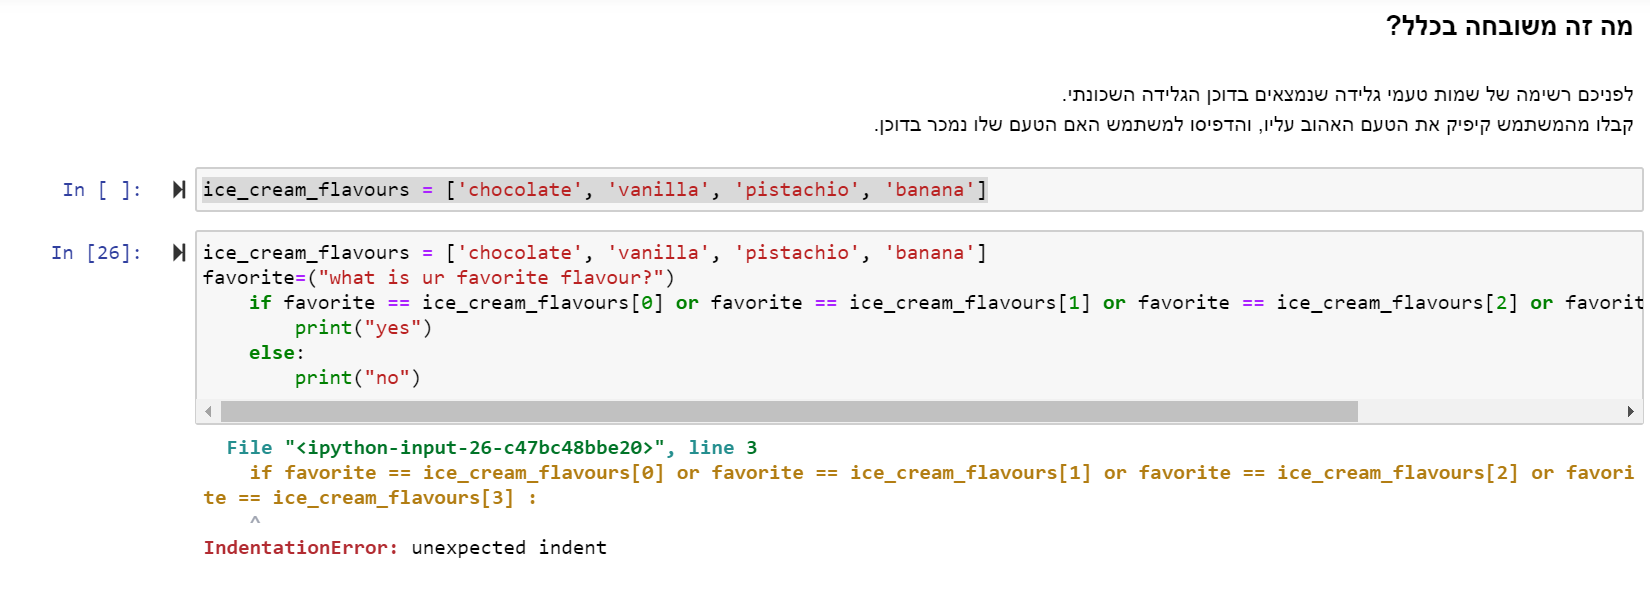 מה זה משובחה בכלל?
לפניכם רשימה של שמות טעמי גלידה שנמצאים בדוכן הגלידה השכונתי.
קבלו מהמשתמש קיפיק את הטעם האהוב עליו, והדפיסו למשתמש האם הטעם שלו נמכר בדוכן.
In [ ]: ice_cream_flavours = ['chocolate', 'vanilla', 'pistachio', 'banana']
In [26]: ice_cream_flavours = ['chocolate', 'vanilla', 'pistachio', 'banana']
favorite=("what is ur favorite flavour?")
if favorite == ice_cream_flavours[0] or favorite == ice_cream_flavours[1] or favorite == ice_cream_flavours[2] or favorit
print("yes")
else:
print("no")
File "<ipython-input-26-c47bc48bbe20>", line 3
if favorite == ice_cream_flavours[0] or favorite == ice_cream_flavours[1] or favorite == ice_cream_flavours[2] or favori
te == ice_cream_flavours[3] :
^
IndentationError: unexpected indent